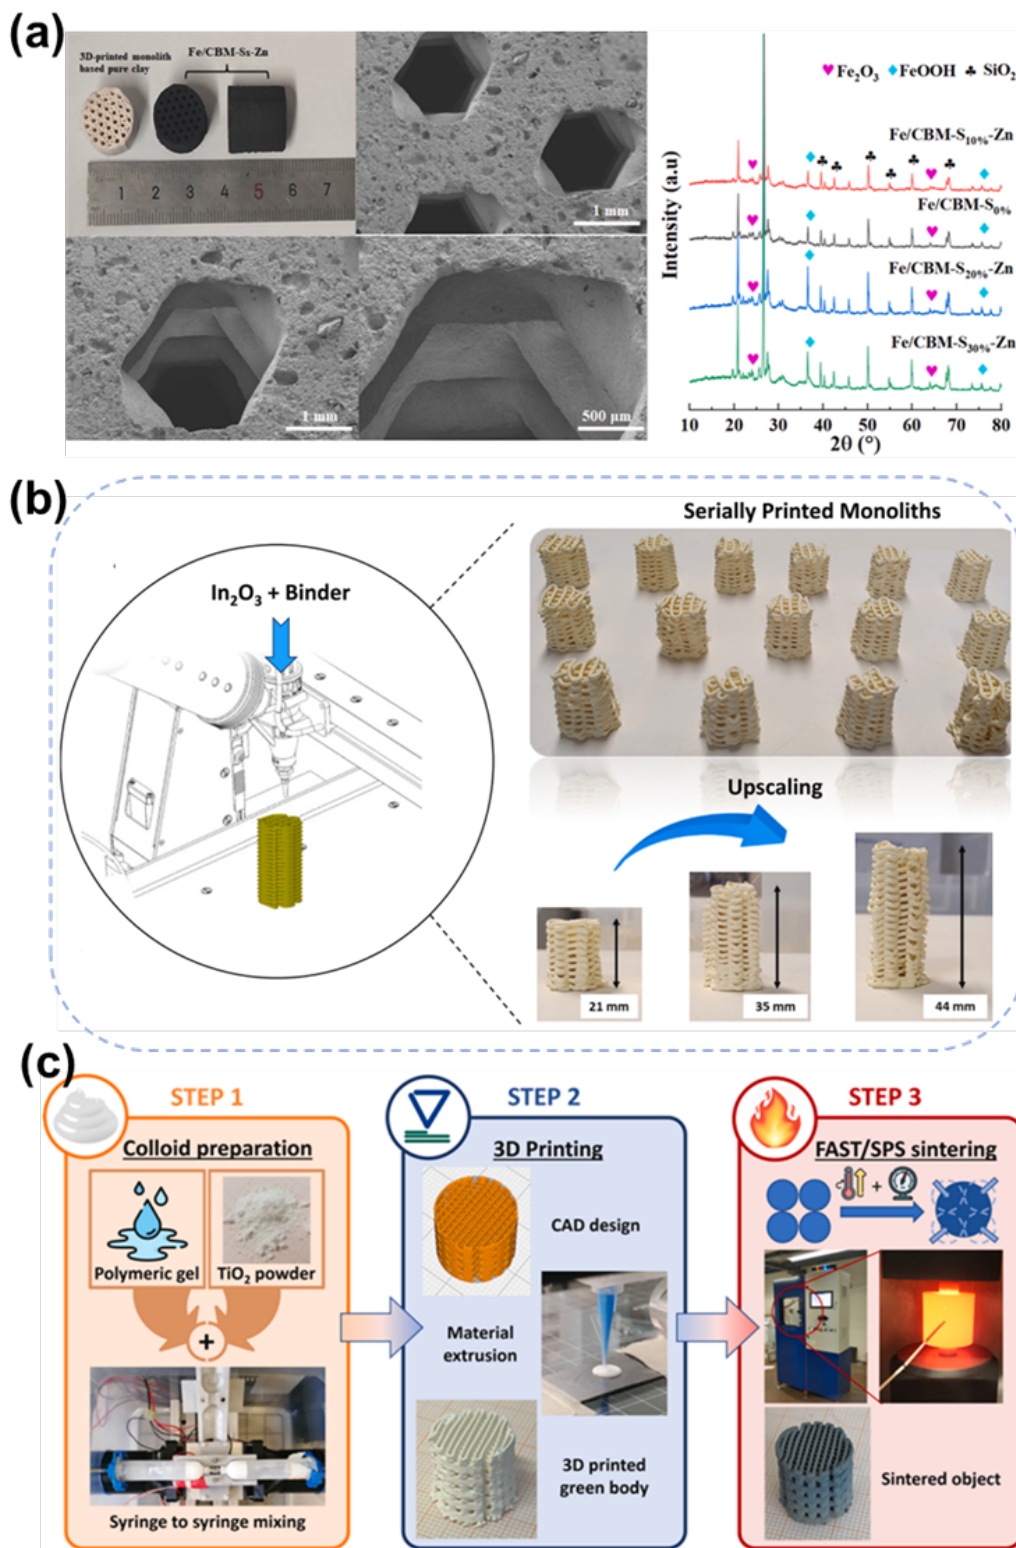 (a)
3D-printed monolith
based pure clay
Fe/CBM-Sx-Zn
1 2 3 4 5 6 7
1 mm
1 mm
500 μm
Intensity (a.u)
♥Fe₂O₃ ♦FeOOH ♣SiO₂
Fe/CBM-S₁₀%-Zn
Fe/CBM-S₀%
Fe/CBM-S₂₀%-Zn
Fe/CBM-S₃₀%-Zn
10 20 30 40 50 60 70 80
2θ (°)
(b)
In₂O₃ + Binder
Serially Printed Monoliths
Upscaling
21 mm
35 mm
44 mm
(c)
STEP 1
Colloid preparation
Polymeric gel
TiO₂ powder
+
Syringe to syringe mixing
STEP 2
3D Printing
CAD design
Material
extrusion
3D printed
green body
STEP 3
FAST/SPS sintering
+
Sintered object